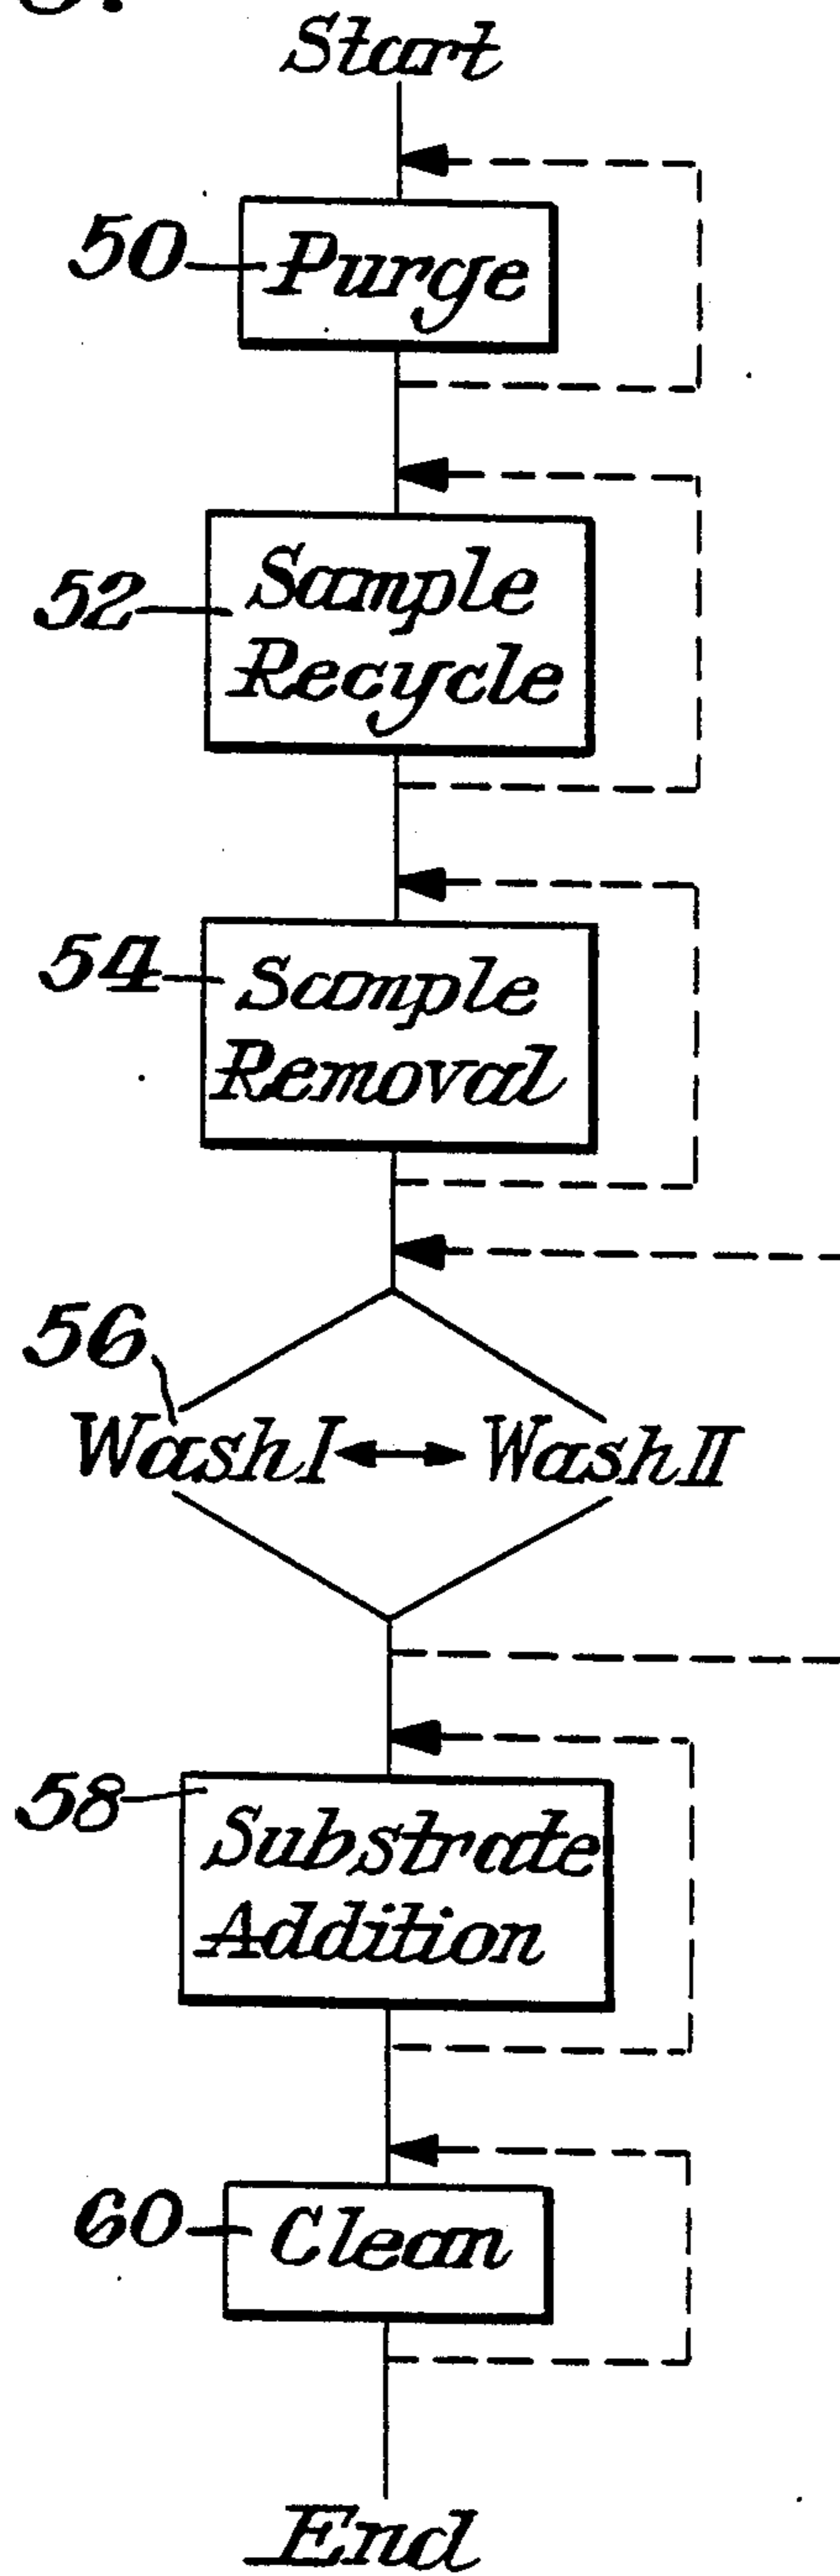 Start
50 Purge
52 Sample
Recycle
54 Sample
Removal
56
Wash I Wash II
58 Substrate
Addition
60 Clean
End